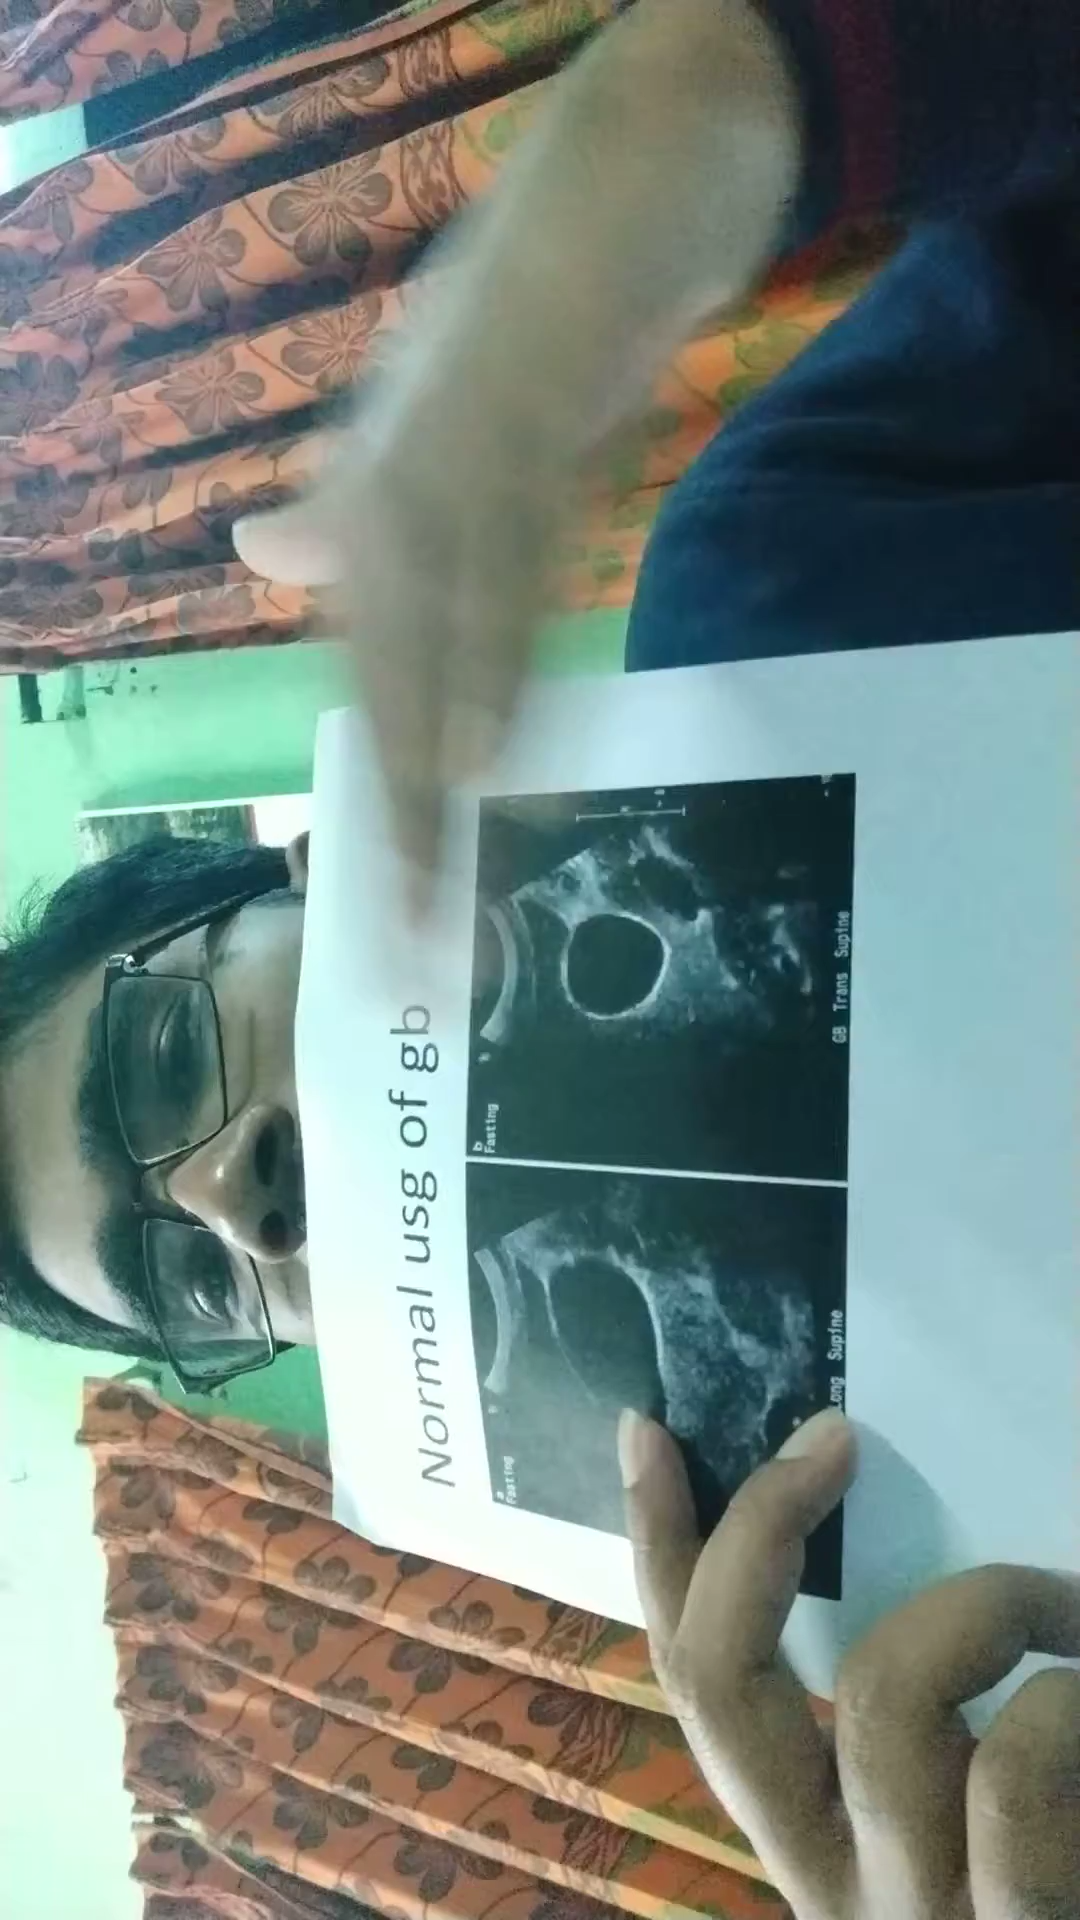 Normal usg of gb
a
Fasting
b
Fasting
Long Supine
GB Trans Supine